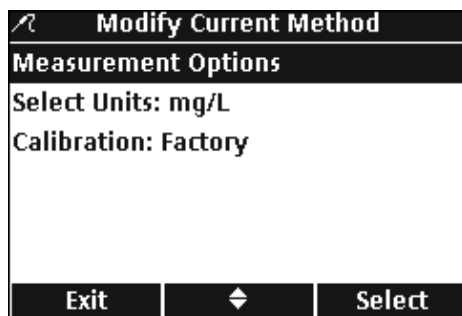 Modify Current Method
Measurement Options
Select Units: mg/L
Calibration: Factory
Exit Select